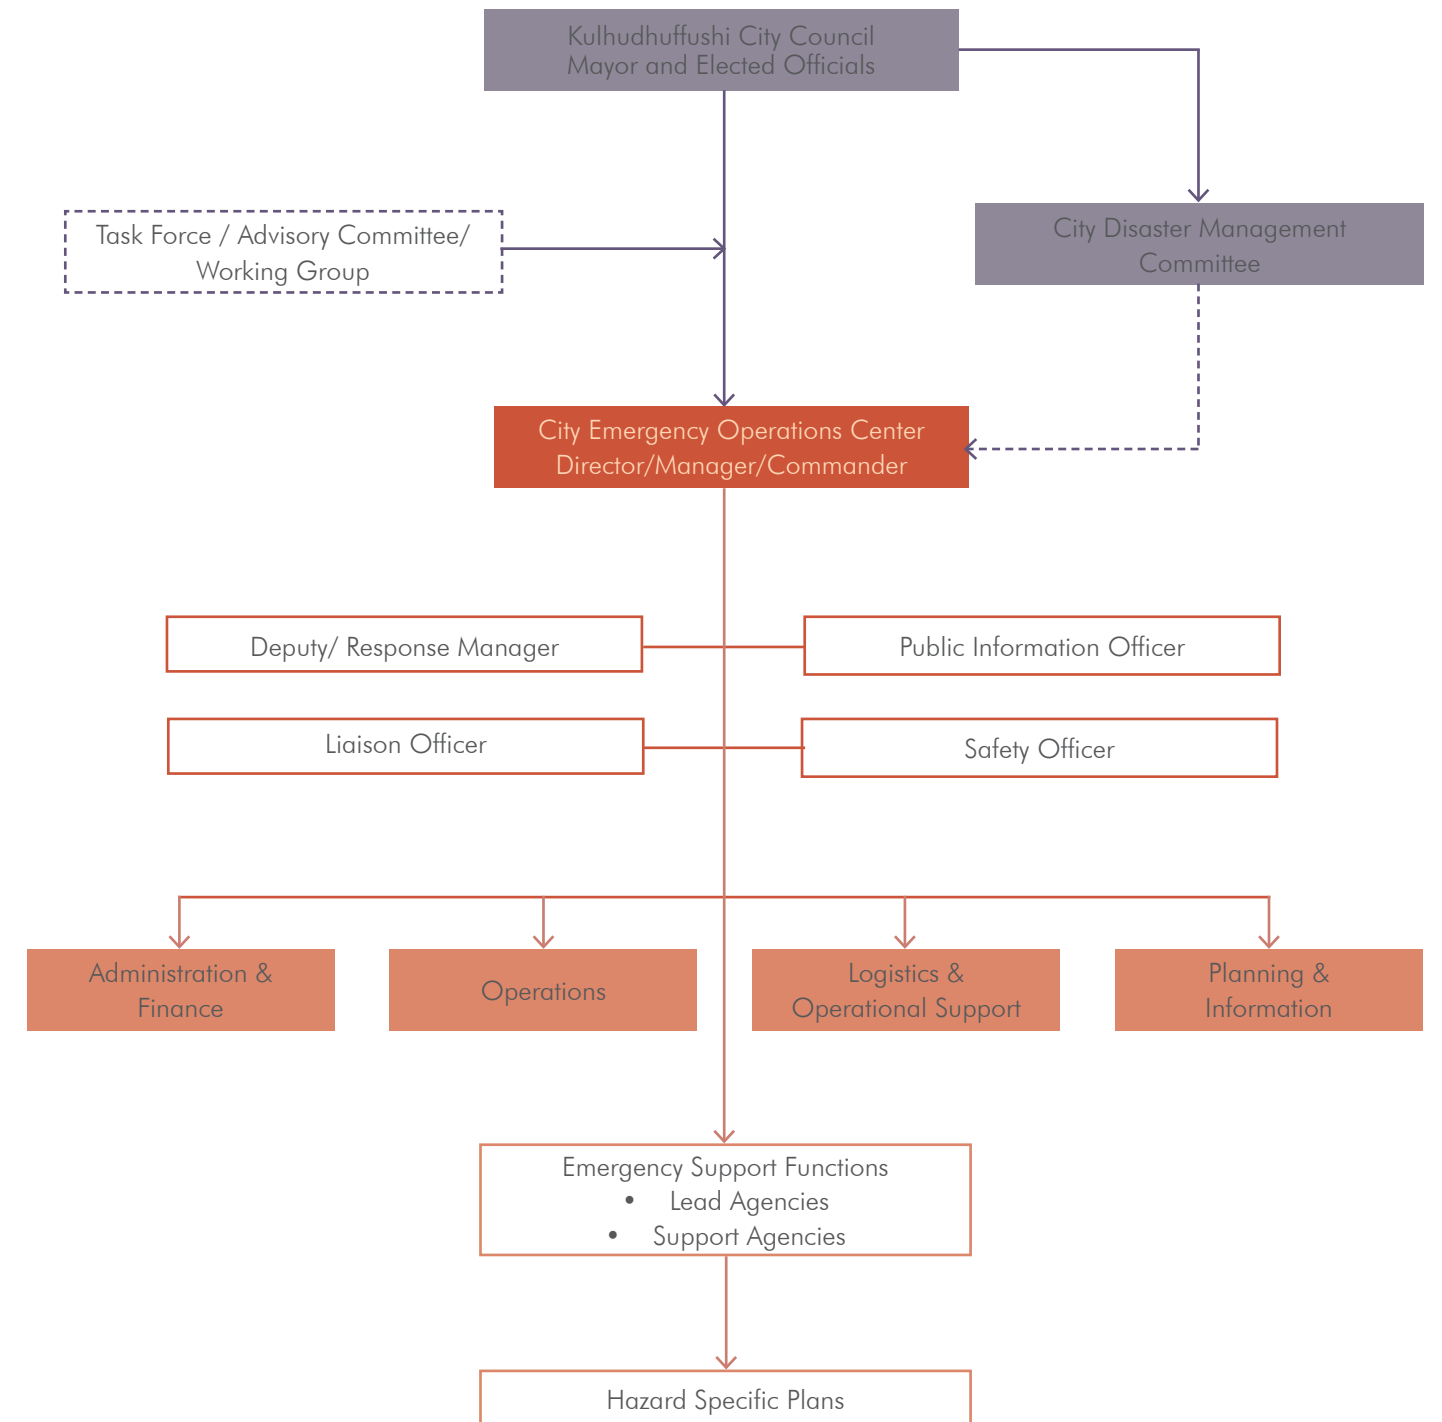 Kulhudhuffushi City Council
Mayor and Elected Officials
Task Force / Advisory Committee/
Working Group
City Disaster Management
Committee
City Emergency Operations Center
Director/Manager/Commander
Deputy/ Response Manager
Public Information Officer
Liaison Officer
Safety Officer
Administration &
Finance
Operations
Logistics &
Operational Support
Planning &
Information
Emergency Support Functions
• Lead Agencies
• Support Agencies
Hazard Specific Plans